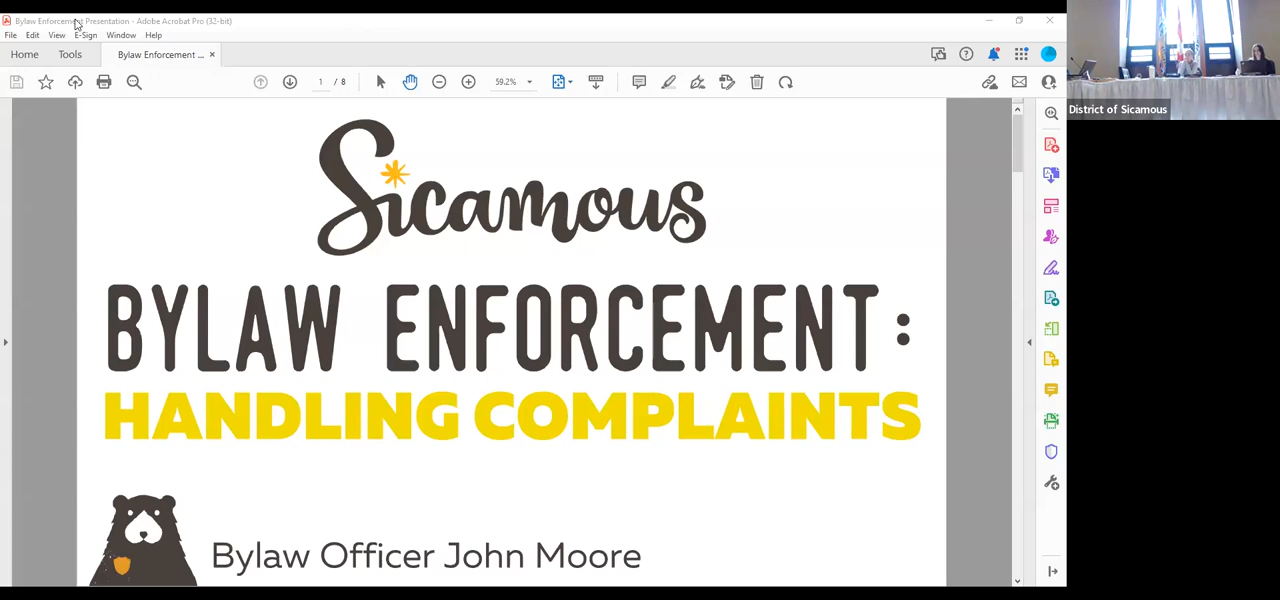 Bylaw Enforcement Presentation - Adobe Acrobat Pro (32-bit)
File Edit View E-Sign Window Help
Home Tools Bylaw Enforcement ... ×
1 / 8 59.2%
Sicamous
BYLAW ENFORCEMENT:
HANDLING COMPLAINTS
Bylaw Officer John Moore
District of Sicamous